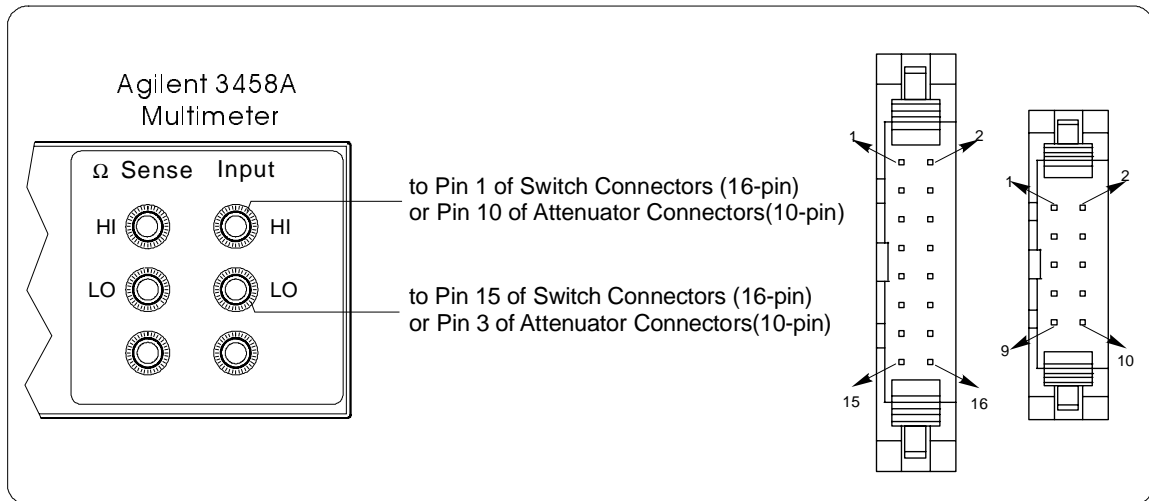 Agilent 3458A
Multimeter
Ω Sense Input
HI HI
LO LO
to Pin 1 of Switch Connectors (16-pin)
or Pin 10 of Attenuator Connectors(10-pin)
to Pin 15 of Switch Connectors (16-pin)
or Pin 3 of Attenuator Connectors(10-pin)
1 2
15 16
1 2
9 10